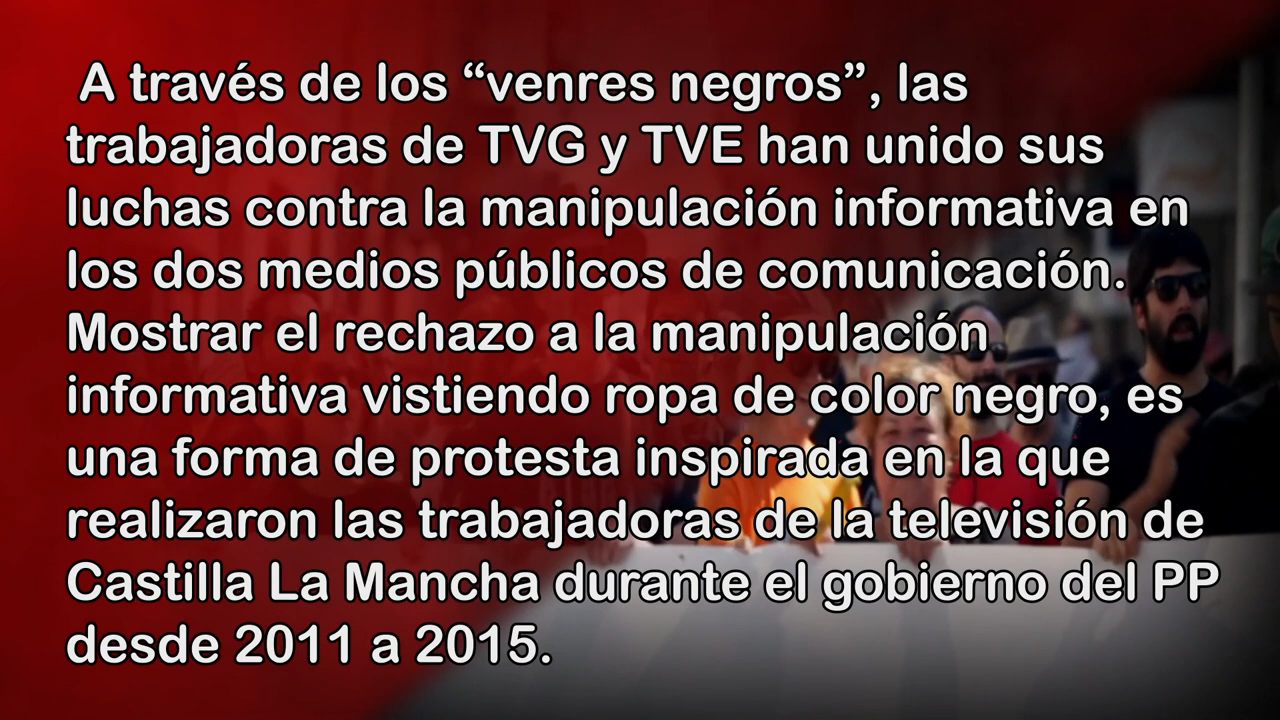 A través de los “venres negros”, las
trabajadoras de TVG y TVE han unido sus
luchas contra la manipulación informativa en
los dos medios públicos de comunicación.
Mostrar el rechazo a la manipulación
informativa vistiendo ropa de color negro, es
una forma de protesta inspirada en la que
realizaron las trabajadoras de la televisión de
Castilla La Mancha durante el gobierno del PP
desde 2011 a 2015.